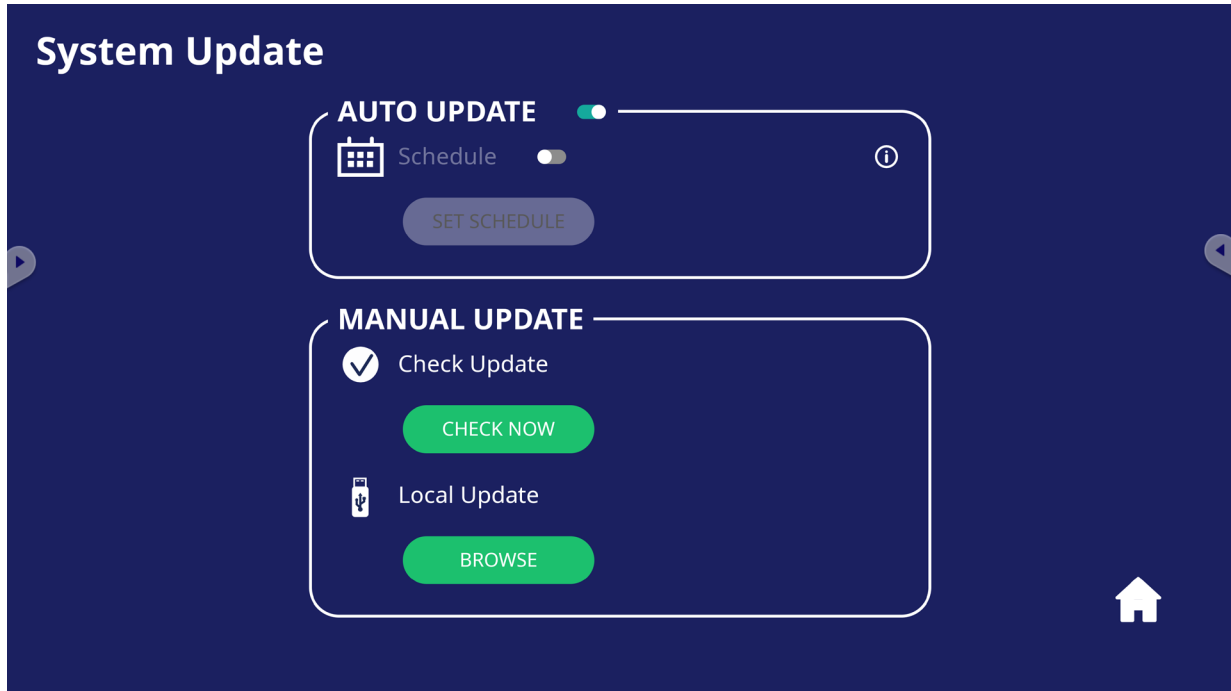 System Update
AUTO UPDATE
Schedule
SET SCHEDULE
MANUAL UPDATE
Check Update
CHECK NOW
Local Update
BROWSE